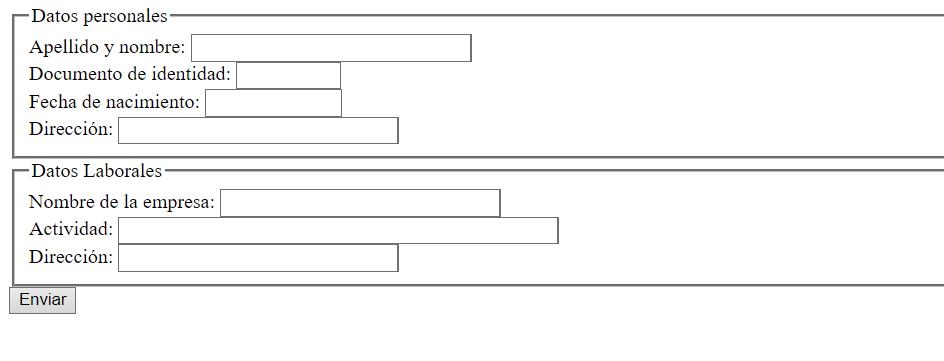 Datos personales
Apellido y nombre:
Documento de identidad:
Fecha de nacimiento:
Dirección:
Datos Laborales
Nombre de la empresa:
Actividad:
Dirección:
Enviar